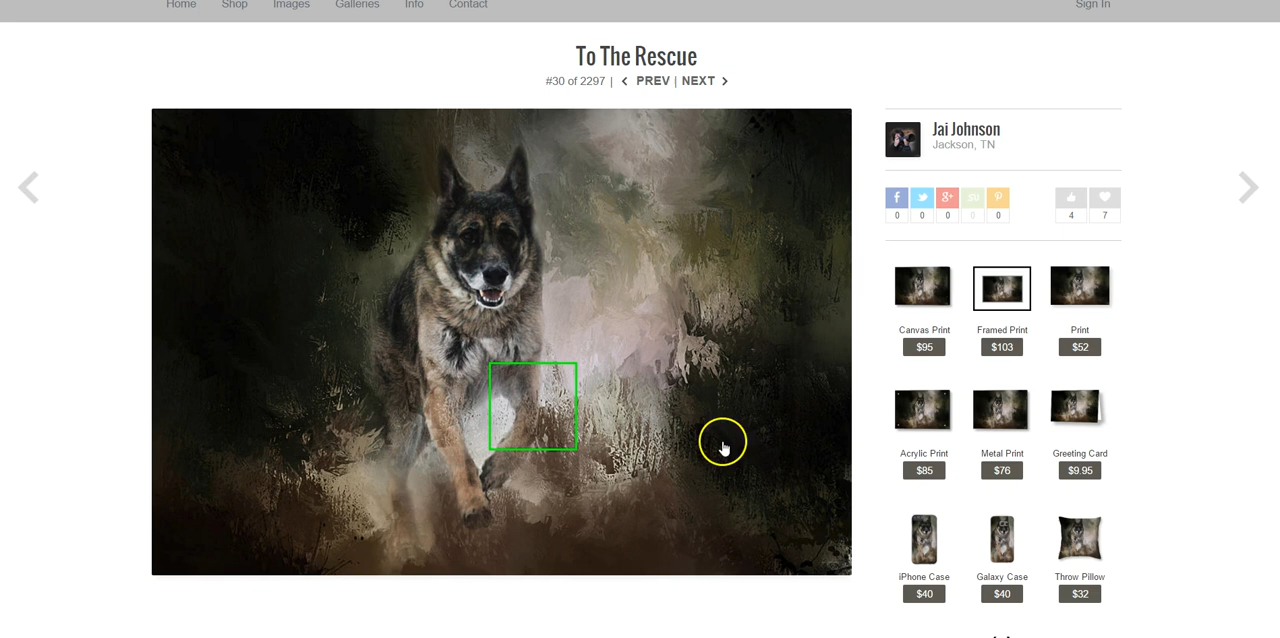 Home Shop Images Galleries Info Contact Sign In
To The Rescue
#30 of 2297 | PREV | NEXT
Jai Johnson
Jackson, TN
f g+ su p
0 0 0 0 0 4 7
Canvas Print Framed Print Print
$95 $103 $52
Acrylic Print Metal Print Greeting Card
$85 $76 $9.95
iPhone Case Galaxy Case Throw Pillow
$40 $40 $32